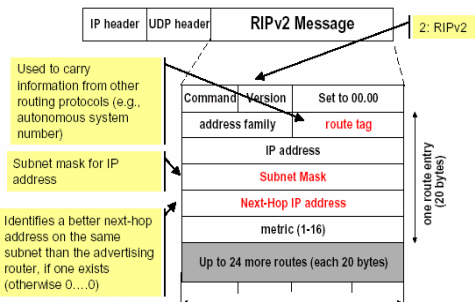 IP header UDP header RIPv2 Message
2: RIPv2
Used to carry
information from other
routing protocols (e.g.,
autonomous system
number)
Command Version Set to 00.00
address family route tag
IP address
Subnet mask for IP
address
Subnet Mask
Identifies a better next-hop
address on the same
subnet than the advertising
router, if one exists
(otherwise 0....0)
Next-Hop IP address
metric (1-16)
Up to 24 more routes (each 20 bytes)
one route entry
(20 bytes)